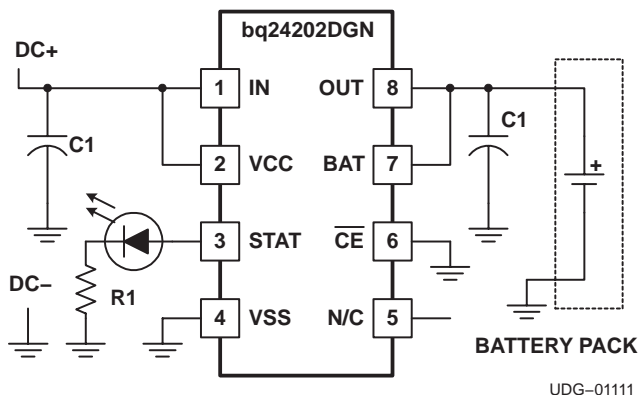 bq24202DGN
DC+
1 IN
OUT 8
C1
C1
2 VCC
BAT 7
+
3 STAT
CE 6
DC–
R1
4 VSS
N/C 5
BATTERY PACK
UDG–01111